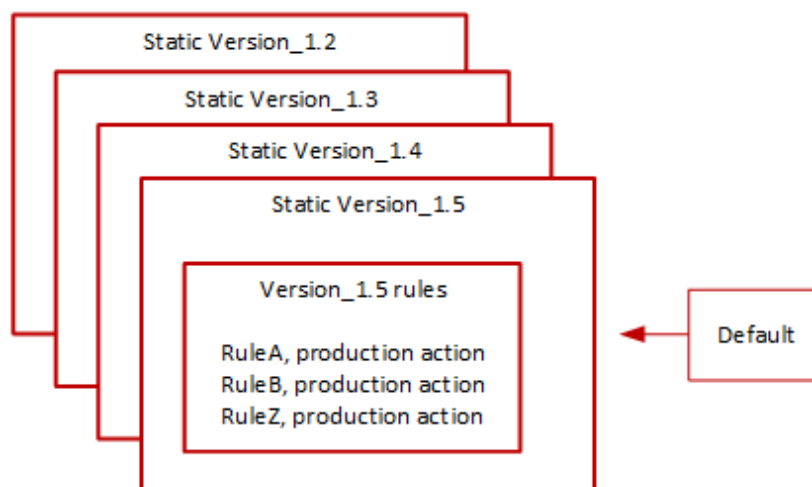 Static Version_1.2
Static Version_1.3
Static Version_1.4
Static Version_1.5
Version_1.5 rules
RuleA, production action
RuleB, production action
RuleZ, production action
Default